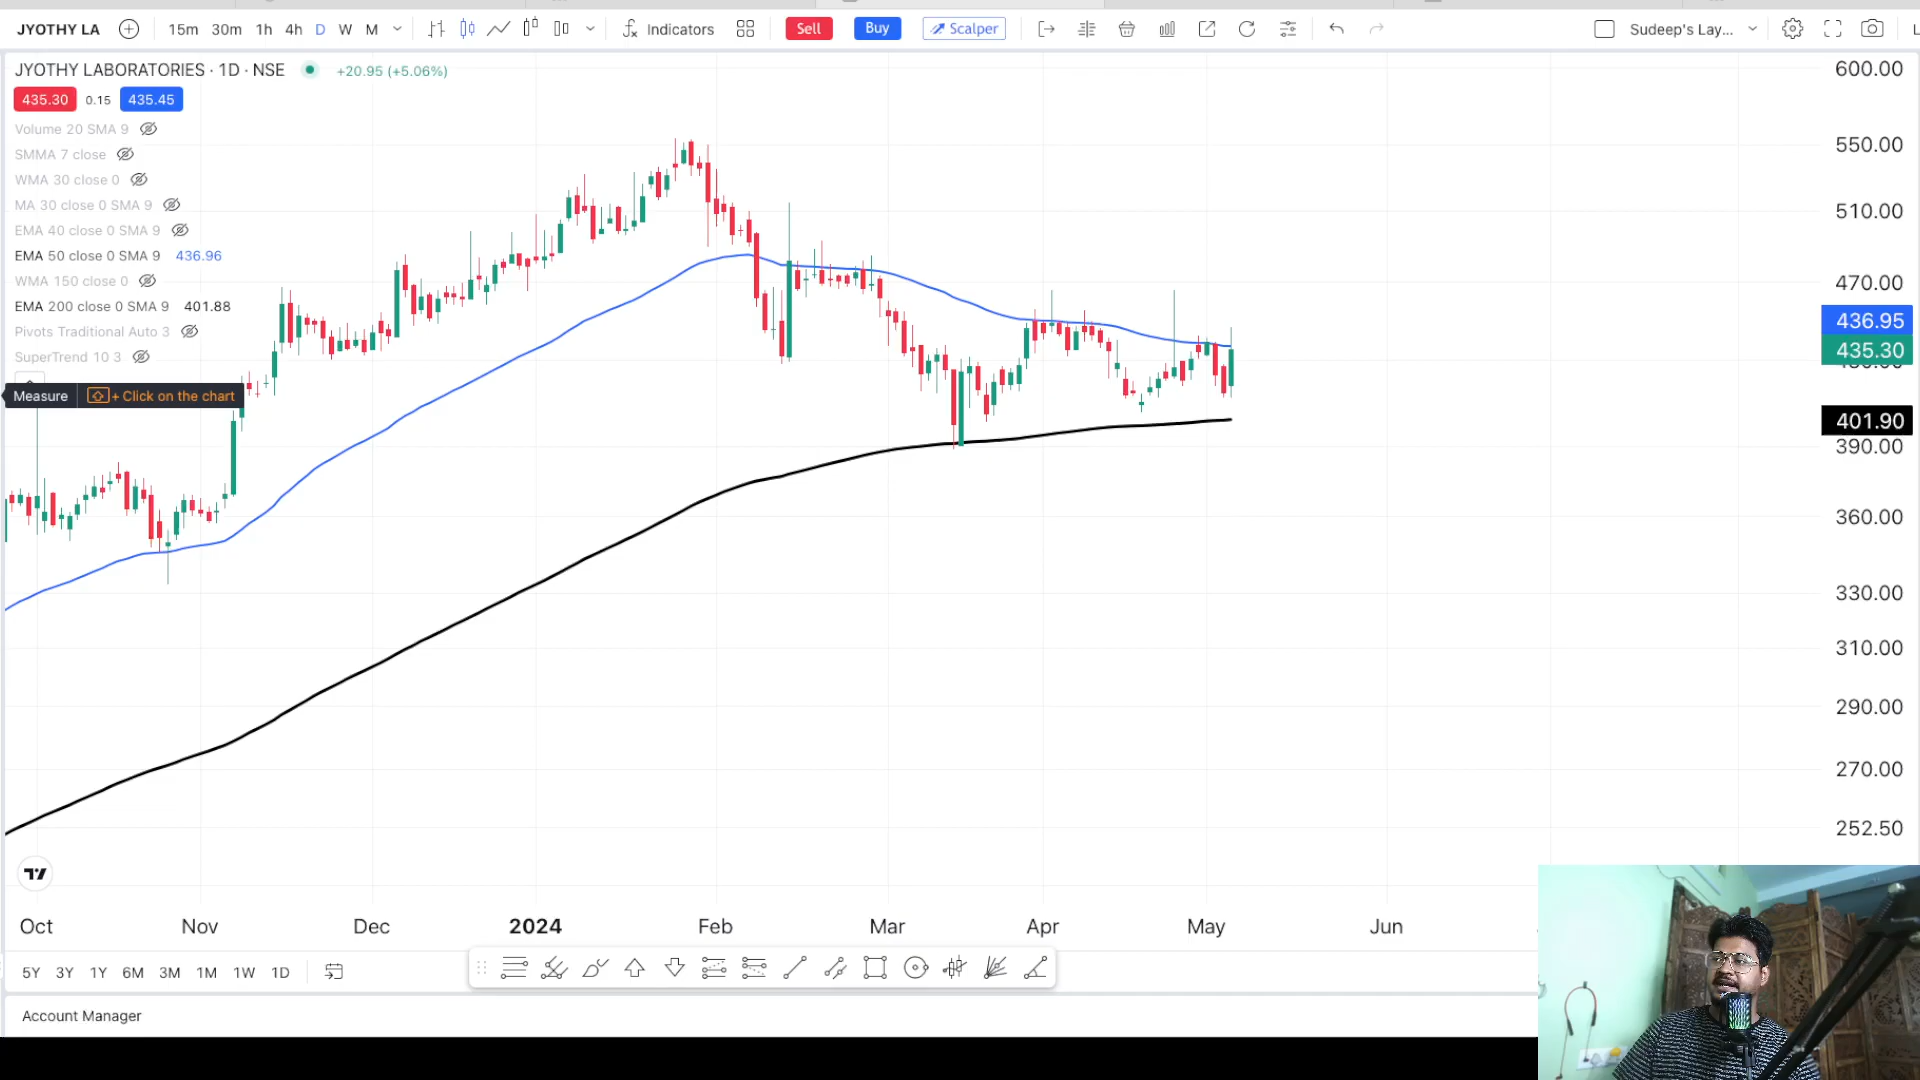 JYOTHY LA 15m 30m 1h 4h D W M Indicators Sell Buy Scalper Sudeep's Lay... L
JYOTHY LABORATORIES · 1D · NSE +20.95 (+5.06%)
435.30 0.15 435.45
Volume 20 SMA 9
SMMA 7 close
WMA 30 close 0
MA 30 close 0 SMA 9
EMA 40 close 0 SMA 9
EMA 50 close 0 SMA 9 436.96
WMA 150 close 0
EMA 200 close 0 SMA 9 401.88
Pivots Traditional Auto 3
SuperTrend 10 3
Measure + Click on the chart
600.00
550.00
510.00
470.00
436.95
435.30
401.90
390.00
360.00
330.00
310.00
290.00
270.00
252.50
Oct Nov Dec 2024 Feb Mar Apr May Jun
5Y 3Y 1Y 6M 3M 1M 1W 1D
Account Manager